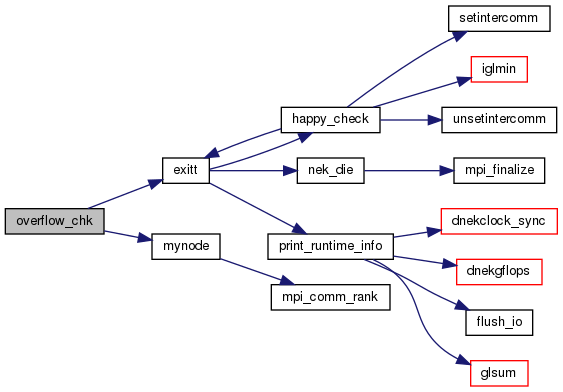 setintercomm
iglmin
happy_check
unsetintercomm
exitt
nek_die
mpi_finalize
overflow_chk
dnekclock_sync
mynode
print_runtime_info
dnekgflops
mpi_comm_rank
flush_io
glsum